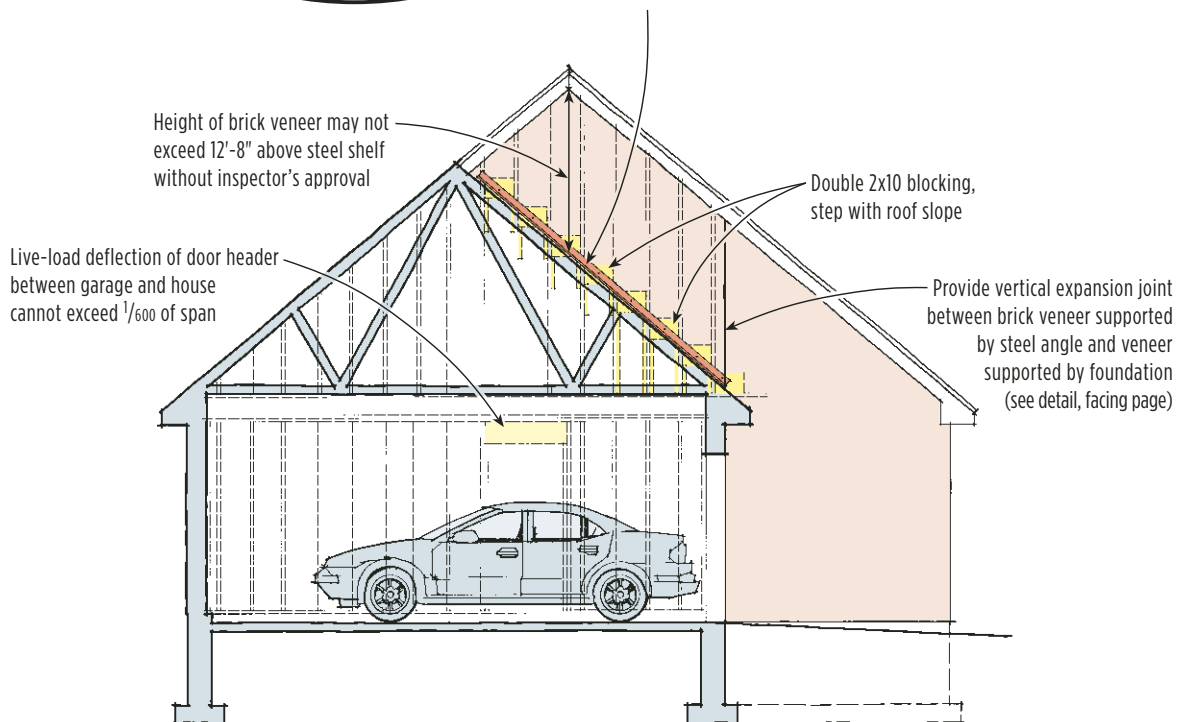 Height of brick veneer may not
exceed 12'-8" above steel shelf
without inspector's approval
Double 2x10 blocking,
step with roof slope
Live-load deflection of door header
between garage and house
cannot exceed 1/600 of span
Provide vertical expansion joint
between brick veneer supported
by steel angle and veneer
supported by foundation
(see detail, facing page)